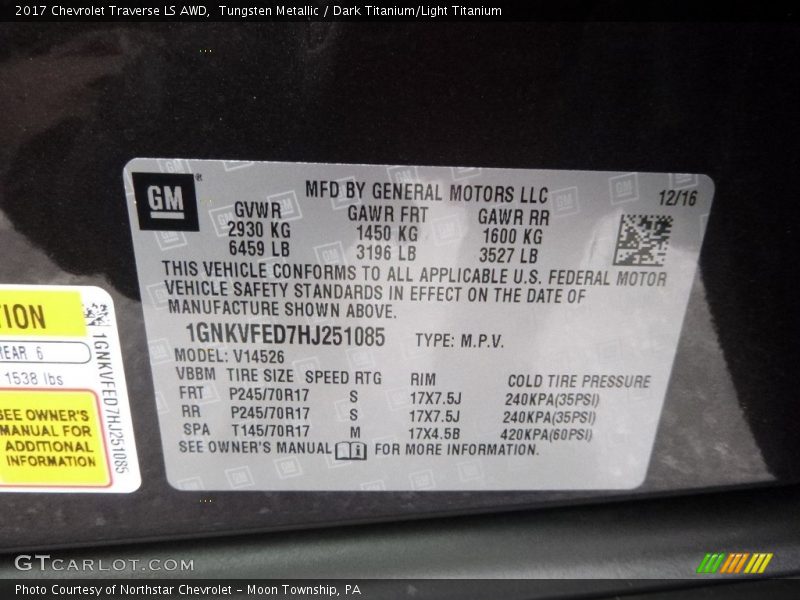 2017 Chevrolet Traverse LS AWD,  Tungsten Metallic / Dark Titanium/Light Titanium
GM ®
MFD BY GENERAL MOTORS LLC 12/16
GVWR GAWR FRT GAWR RR
2930 KG 1450 KG 1600 KG
6459 LB 3196 LB 3527 LB
THIS VEHICLE CONFORMS TO ALL APPLICABLE U.S. FEDERAL MOTOR
VEHICLE SAFETY STANDARDS IN EFFECT ON THE DATE OF
MANUFACTURE SHOWN ABOVE.
1GNKVFED7HJ251085 TYPE: M.P.V.
MODEL: V14526
VBBM TIRE SIZE SPEED RTG RIM COLD TIRE PRESSURE
FRT P245/70R17 S 17X7.5J 240KPA(35PSI)
RR P245/70R17 S 17X7.5J 240KPA(35PSI)
SPA T145/70R17 M 17X4.5B 420KPA(60PSI)
SEE OWNER'S MANUAL FOR MORE INFORMATION.
TION
REAR 6
1538 lbs
SEE OWNER'S
MANUAL FOR
ADDITIONAL
INFORMATION
1GNKVFED7HJ251085
GTCARLOT.COM
Photo Courtesy of Northstar Chevrolet – Moon Township, PA